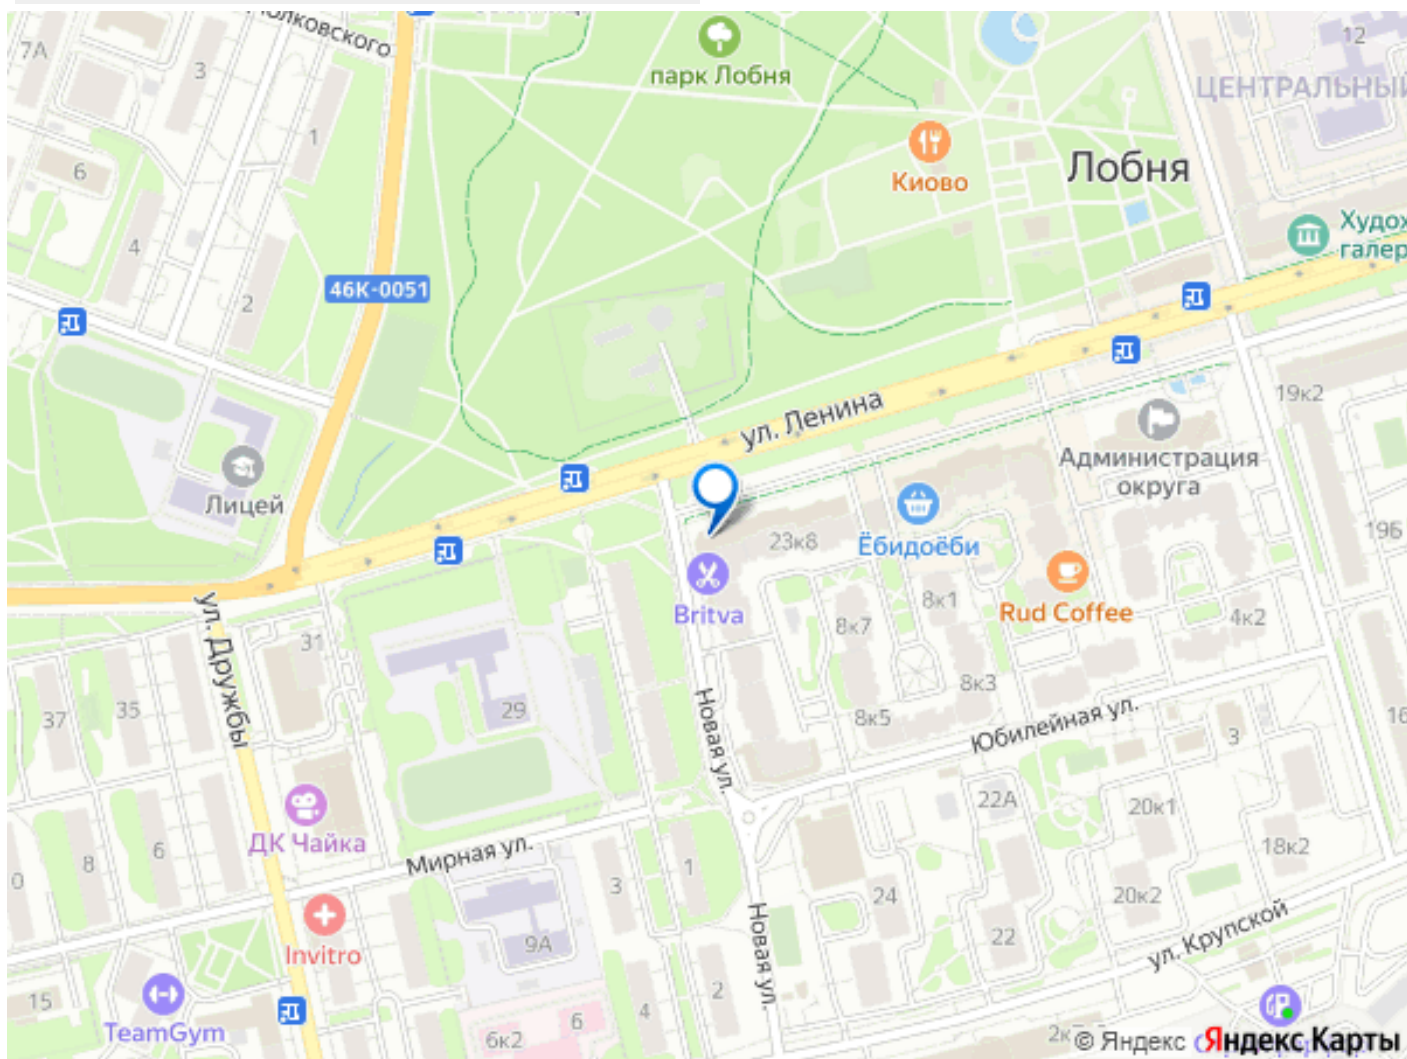 7А
3
12
парк Лобня
ЦЕНТРАЛЬНЫЙ
1
6
Киово
Лобня
4
2
46К-0051
ул. Ленина
19к2
Администрация
округа
Лицей
23к8
Ёбидоёби
19Б
Britva
8к7
8к1
Rud Coffee
4к2
ул. Дружбы
31
37
35
29
8к3
8к5
Новая ул.
Юбилейная ул.
3
16
22А
20к1
ДК Чайка
Мирная ул.
8
6
18к2
0
3
1
24
20к2
Invitro
9А
Новая ул.
22
ул. Крупской
15
TeamGym
6к2
6
4
2
2к
© Яндекс
Яндекс Карты